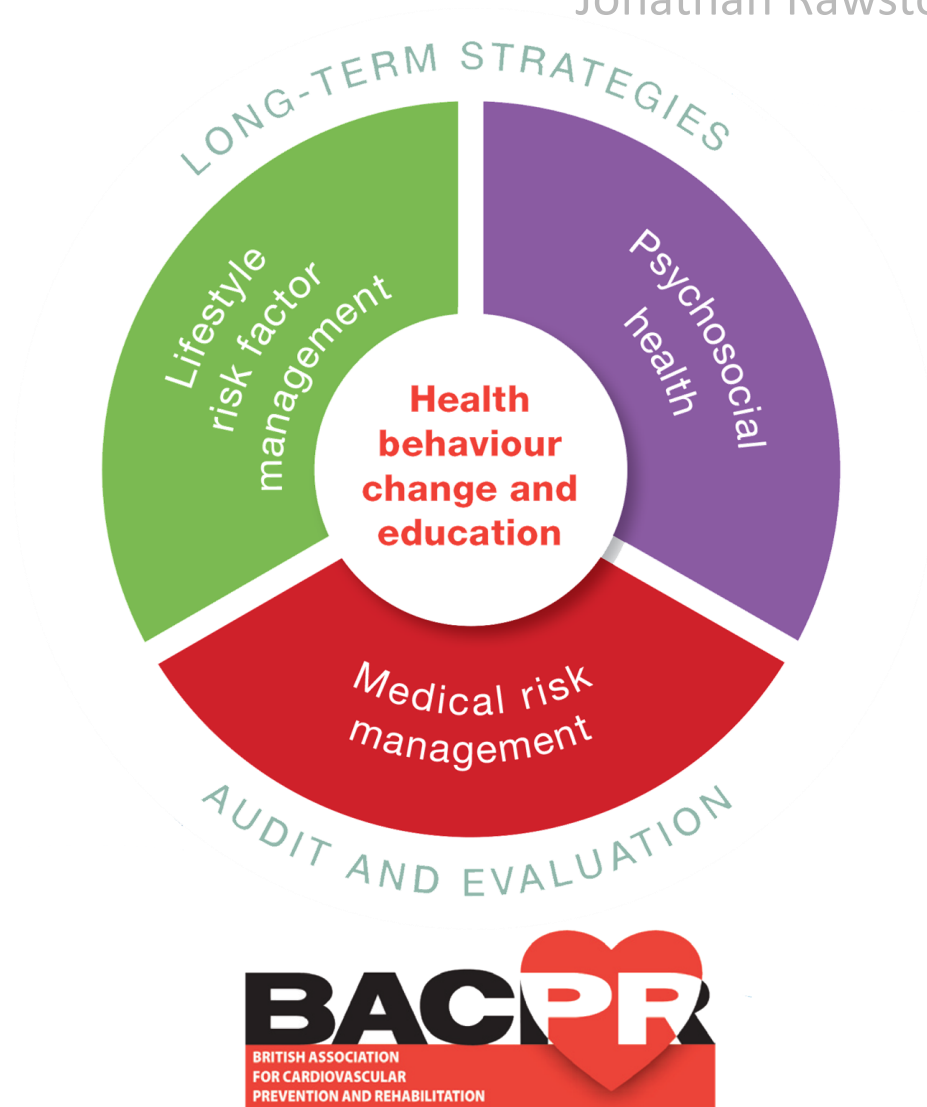 Jonathan
LONG-TERM STRATEGIES
Lifestyle
risk factor
management
Psychosocial
health
Health
behaviour
change and
education
Medical risk
management
AUDIT AND EVALUATION
BACPR
BRITISH ASSOCIATION
FOR CARDIOVASCULAR
PREVENTION AND REHABILITATION